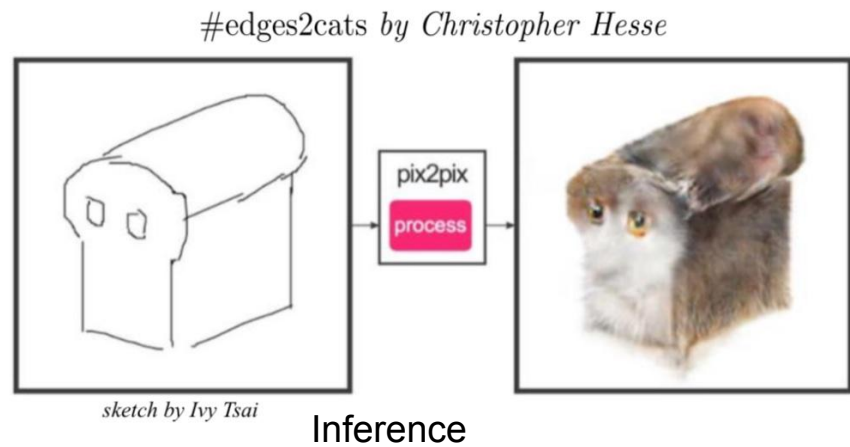 #edges2cats by Christopher Hesse
pix2pix
process
sketch by Ivy Tsai
Inference